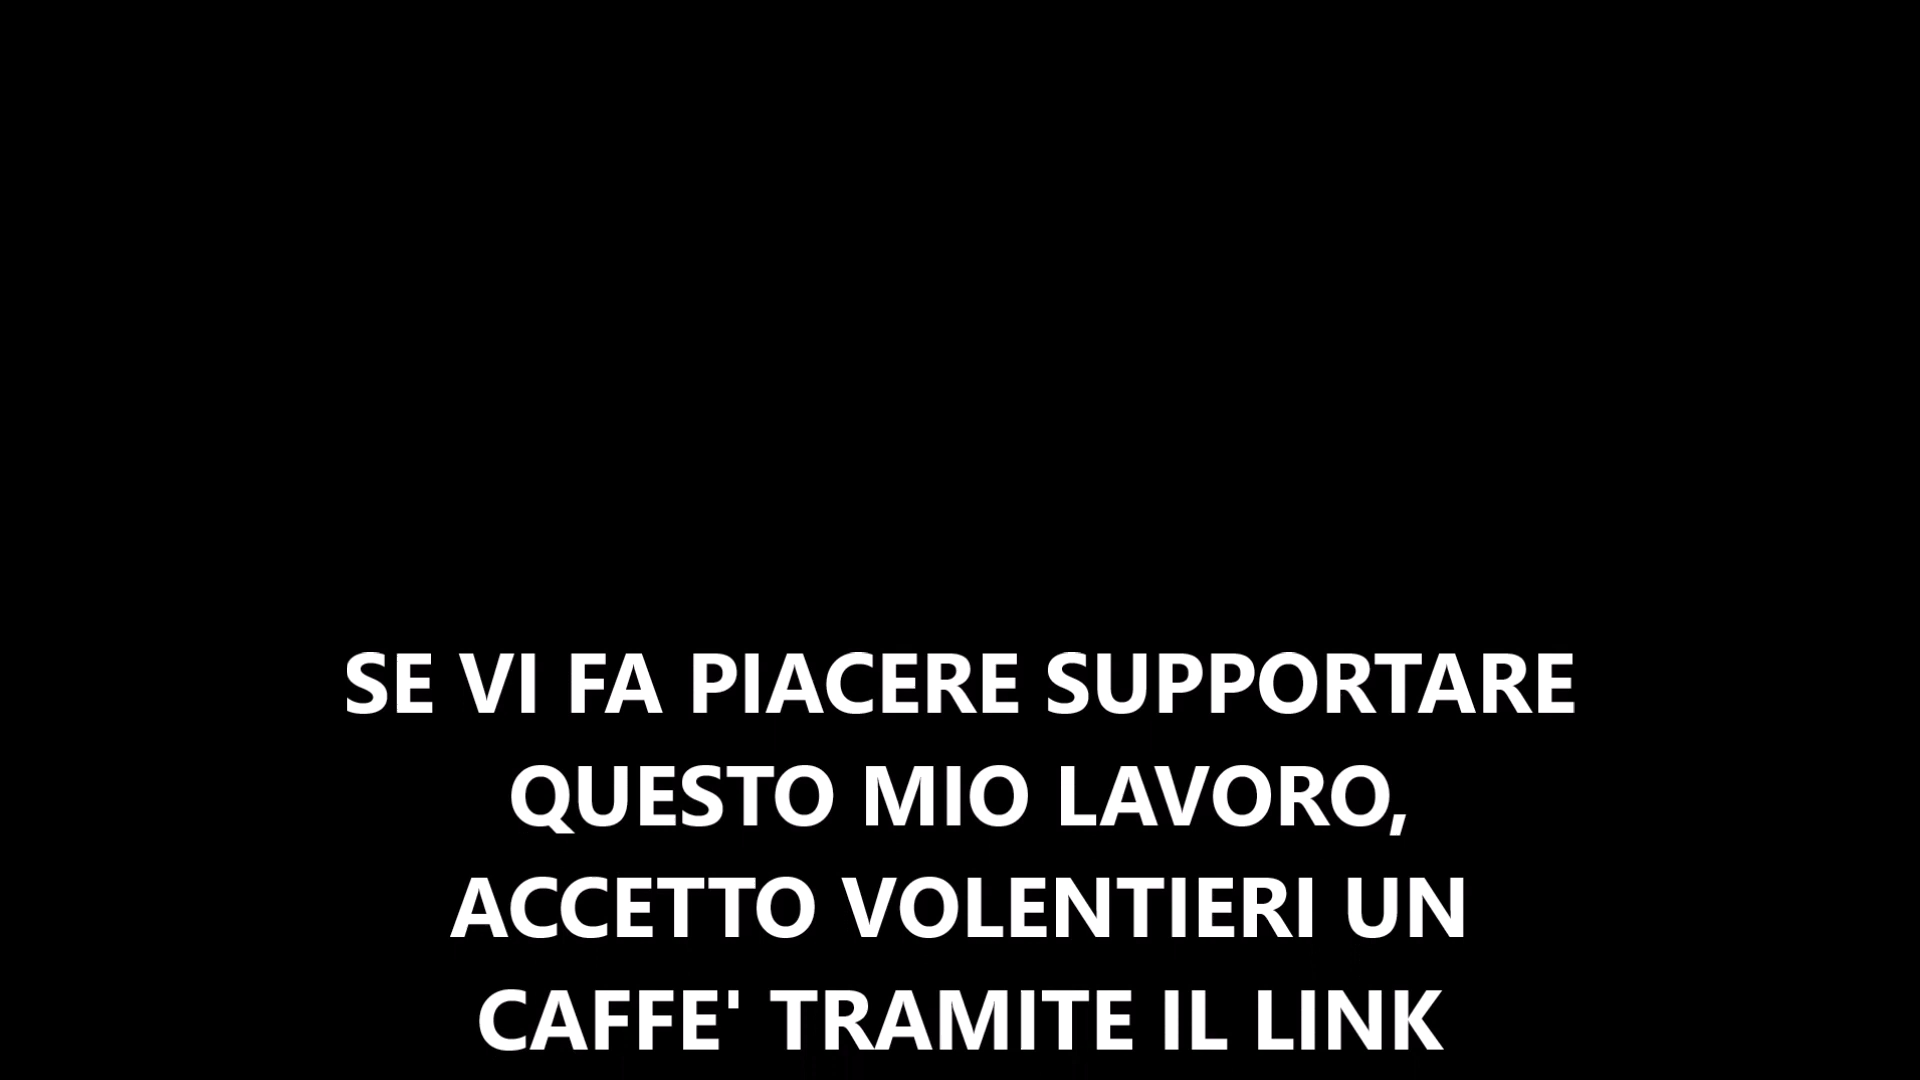 SE VI FA PIACERE SUPPORTARE
QUESTO MIO LAVORO,
ACCETTO VOLENTIERI UN
CAFFE' TRAMITE IL LINK